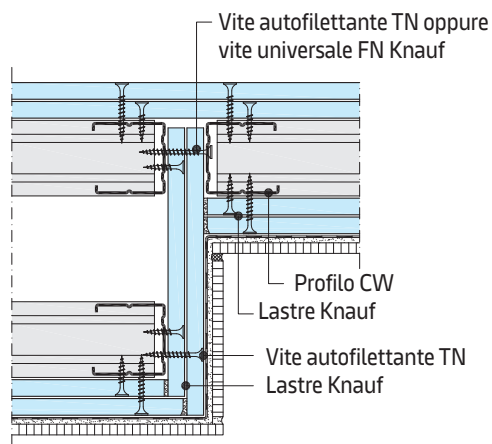 Vite autofilettante TN oppure
vite universale FN Knauf
Profilo CW
Lastre Knauf
Vite autofilettante TN
Lastre Knauf